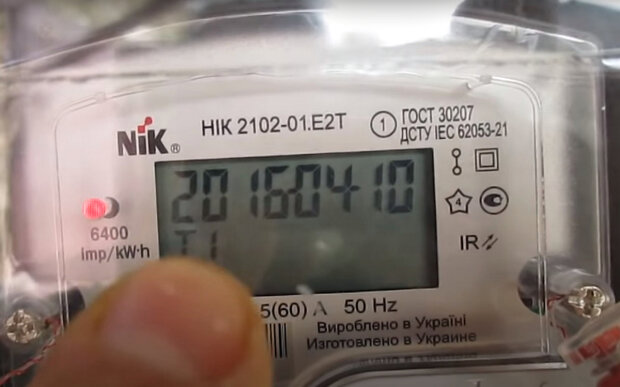 NiK®
НІК 2102-01.Е2Т
1
ГОСТ 30207
ДСТУ IEC 62053-21
20160410
T1
4
6400
imp/kW·h
IR
5(60) A 50 Hz
Вироблено в Україні
Изготовлено в Украине